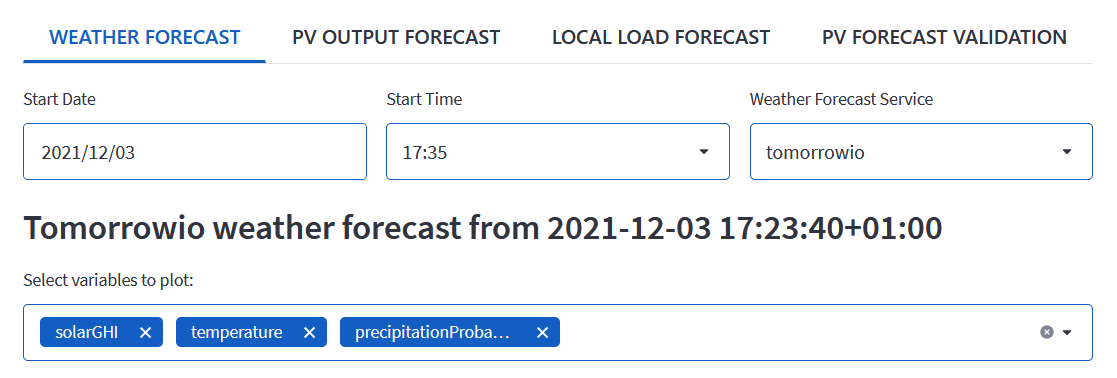 WEATHER FORECAST PV OUTPUT FORECAST LOCAL LOAD FORECAST PV FORECAST VALIDATION
Start Date Start Time Weather Forecast Service
2021/12/03 17:35 tomorrowio
Tomorrowio weather forecast from 2021-12-03 17:23:40+01:00
Select variables to plot:
solarGHI temperature precipitationProba...